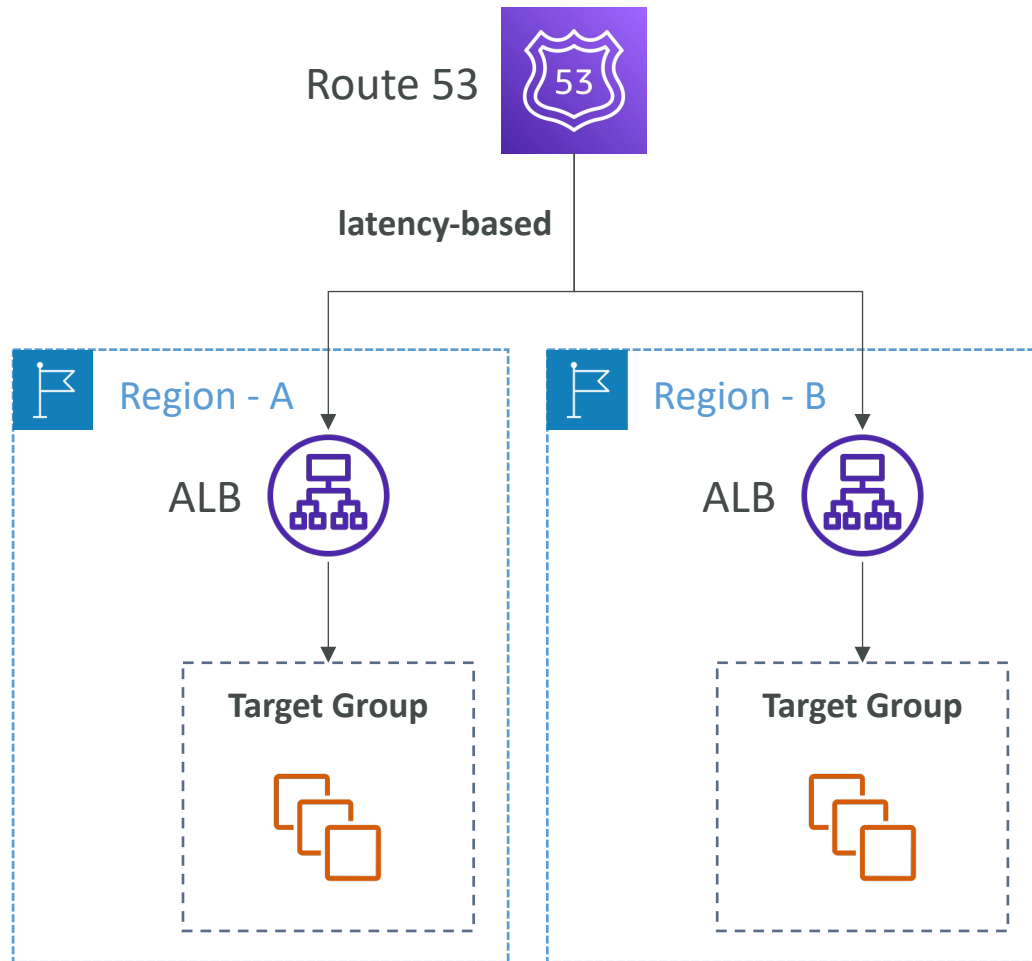 Route 53
53
latency-based
Region - A
Region - B
ALB
ALB
Target Group
Target Group